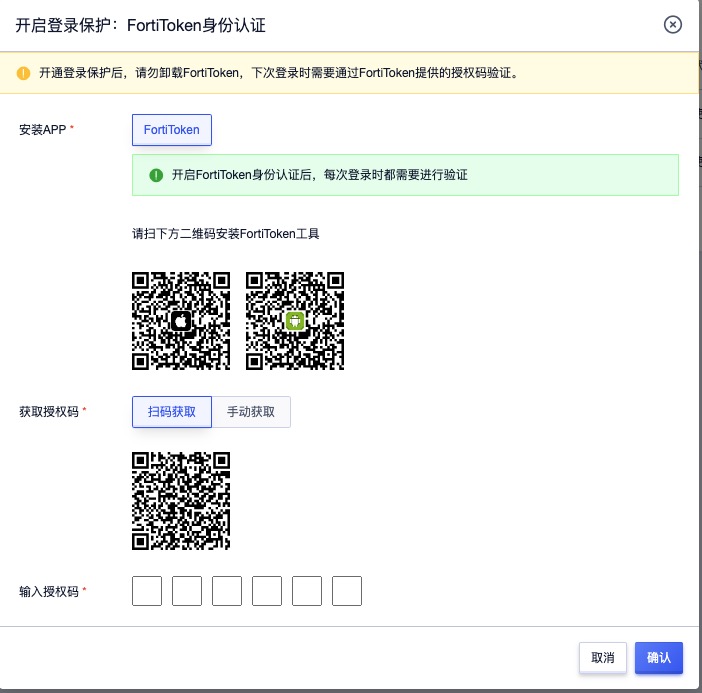 开启登录保护：FortiToken身份认证
开通登录保护后，请勿卸载FortiToken，下次登录时需要通过FortiToken提供的授权码验证。
安装APP *
FortiToken
开启FortiToken身份认证后，每次登录时都需要进行验证
请扫下方二维码安装FortiToken工具
获取授权码 *
扫码获取 手动获取
输入授权码 *
取消 确认